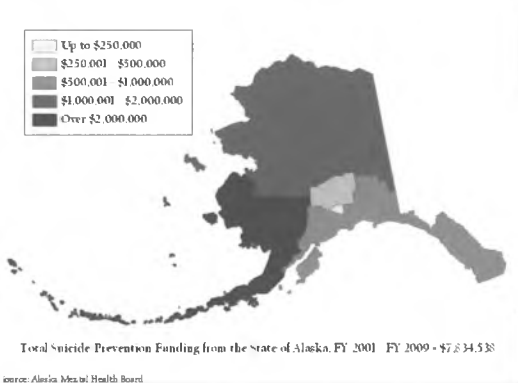 Up to $250,000
$250,001 $500,000
$500,001 $1,000,000
$1,000,001 $2,000,000
Over $2,000,000
Total Suicide Prevention Funding from the State of Alaska, FY 2001 FY 2009 - $7,834,538
source: Alaska Mental Health Board